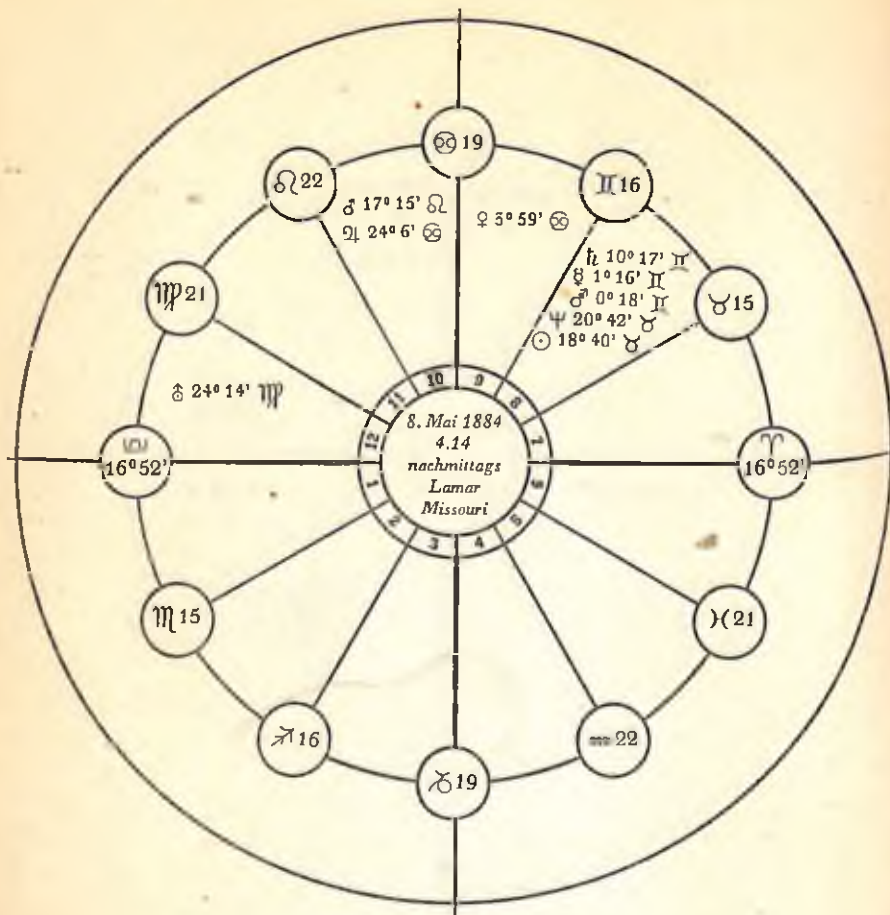 ♋ 19
♌ 22
♊ 16
♂ 17° 15' ♌
♃ 24° 6' ♋
♀ 3° 59' ♋
♄ 10° 17' ♊
☿ 1° 16' ♊
♂ 0° 18' ♊
♆ 20° 42' ♉
☉ 18° 40' ♉
♍ 21
♉ 15
⛢ 24° 14' ♍
10
9
11
8
12
7
8. Mai 1884
4.14
nachmittags
Lamar
Missouri
♎
16° 52'
♈
16° 52'
1
6
2
5
3
4
♏ 15
♓ 21
♐ 16
♒ 22
♑ 19